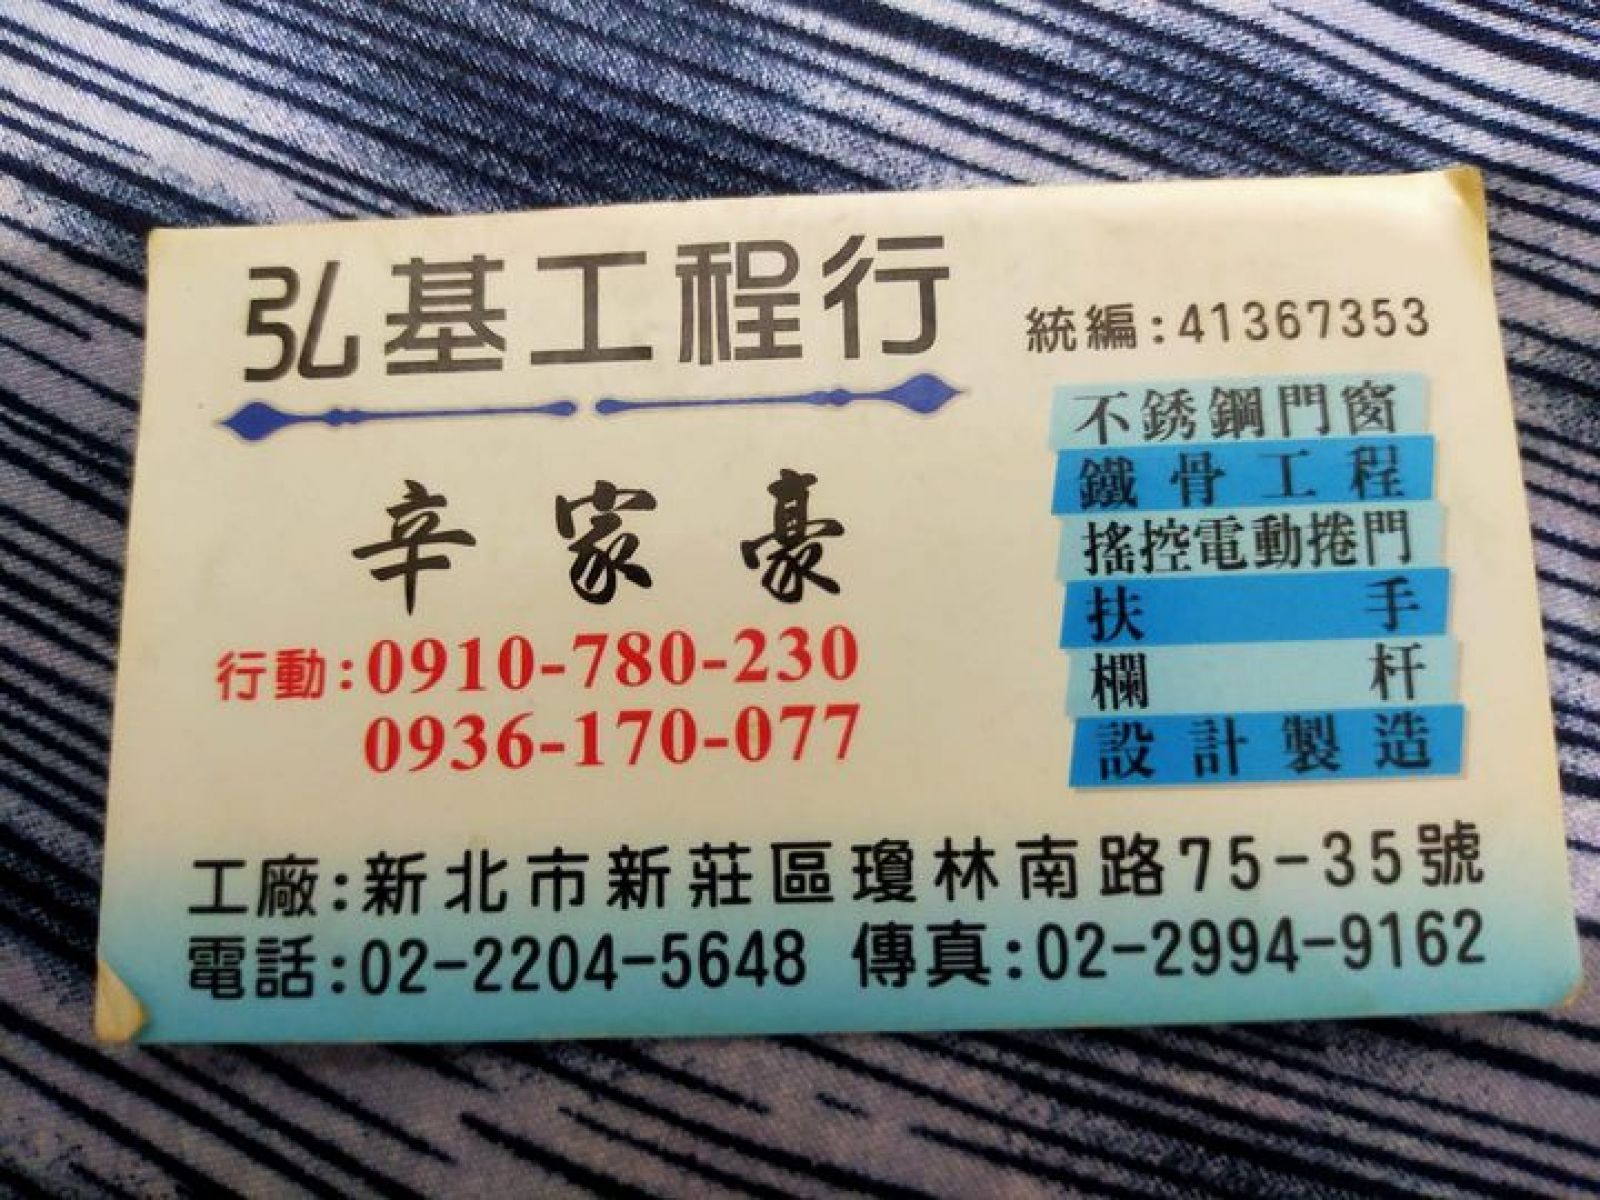 弘基工程行
統編:41367353
辛家豪
行動:0910-780-230
0936-170-077
不銹鋼門窗
鐵骨工程
搖控電動捲門
扶手
欄杆
設計製造
工廠:新北市新莊區瓊林南路75-35號
電話:02-2204-5648 傳真:02-2994-9162